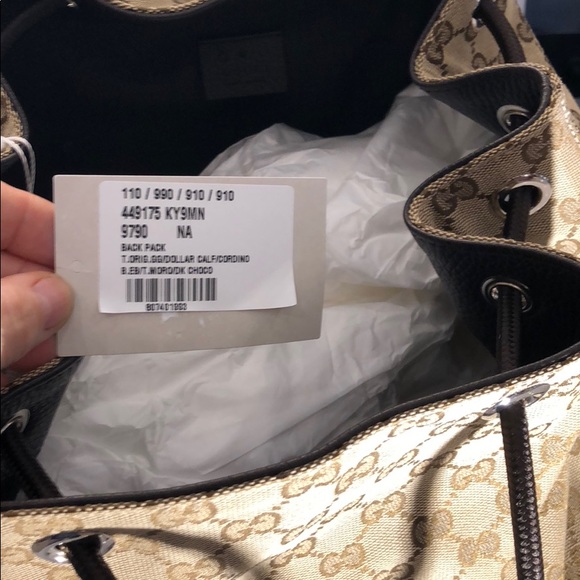 110 / 990 / 910 / 910
449175 KY9MN
9790 NA
BACK PACK
T.ORIG.GG/DOLLAR CALF/CORDINO
B.EB/T.MORO/DK CHOCO